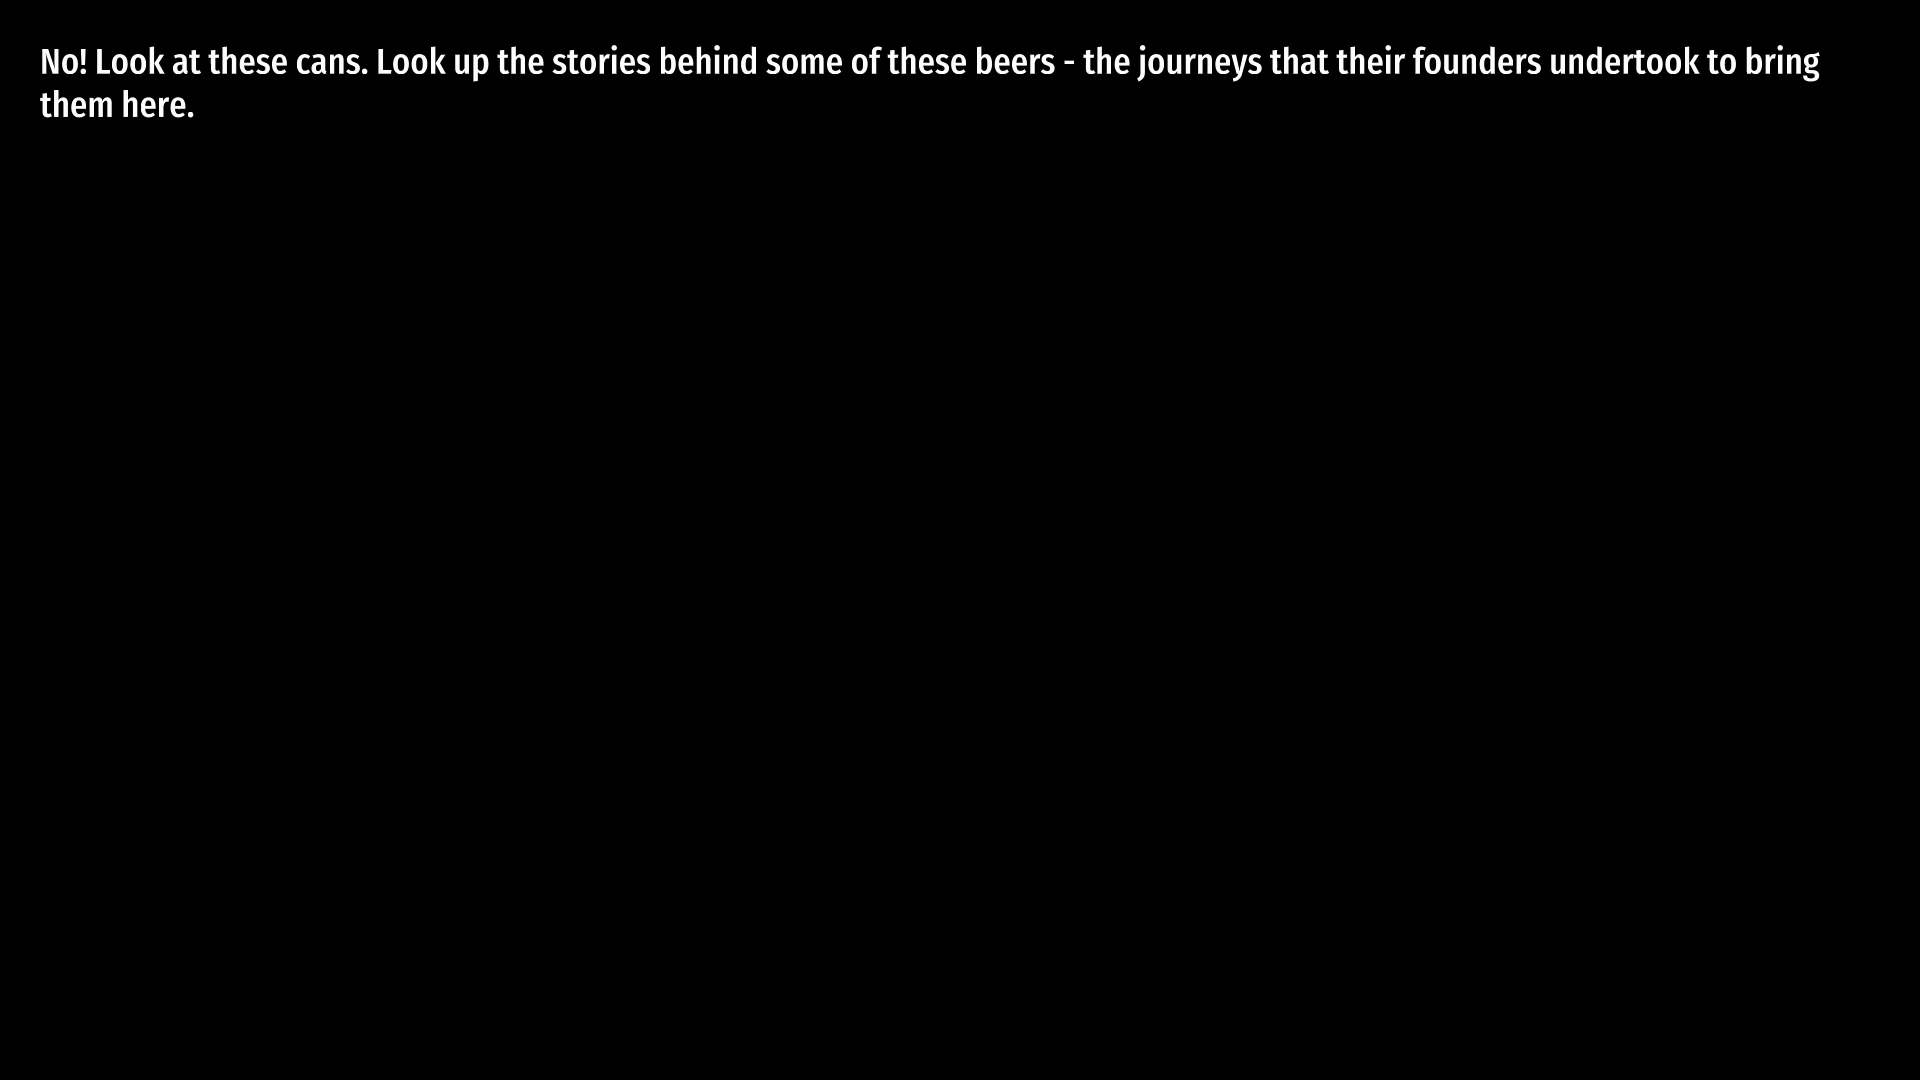 No! Look at these cans. Look up the stories behind some of these beers - the journeys that their founders undertook to bring
them here.